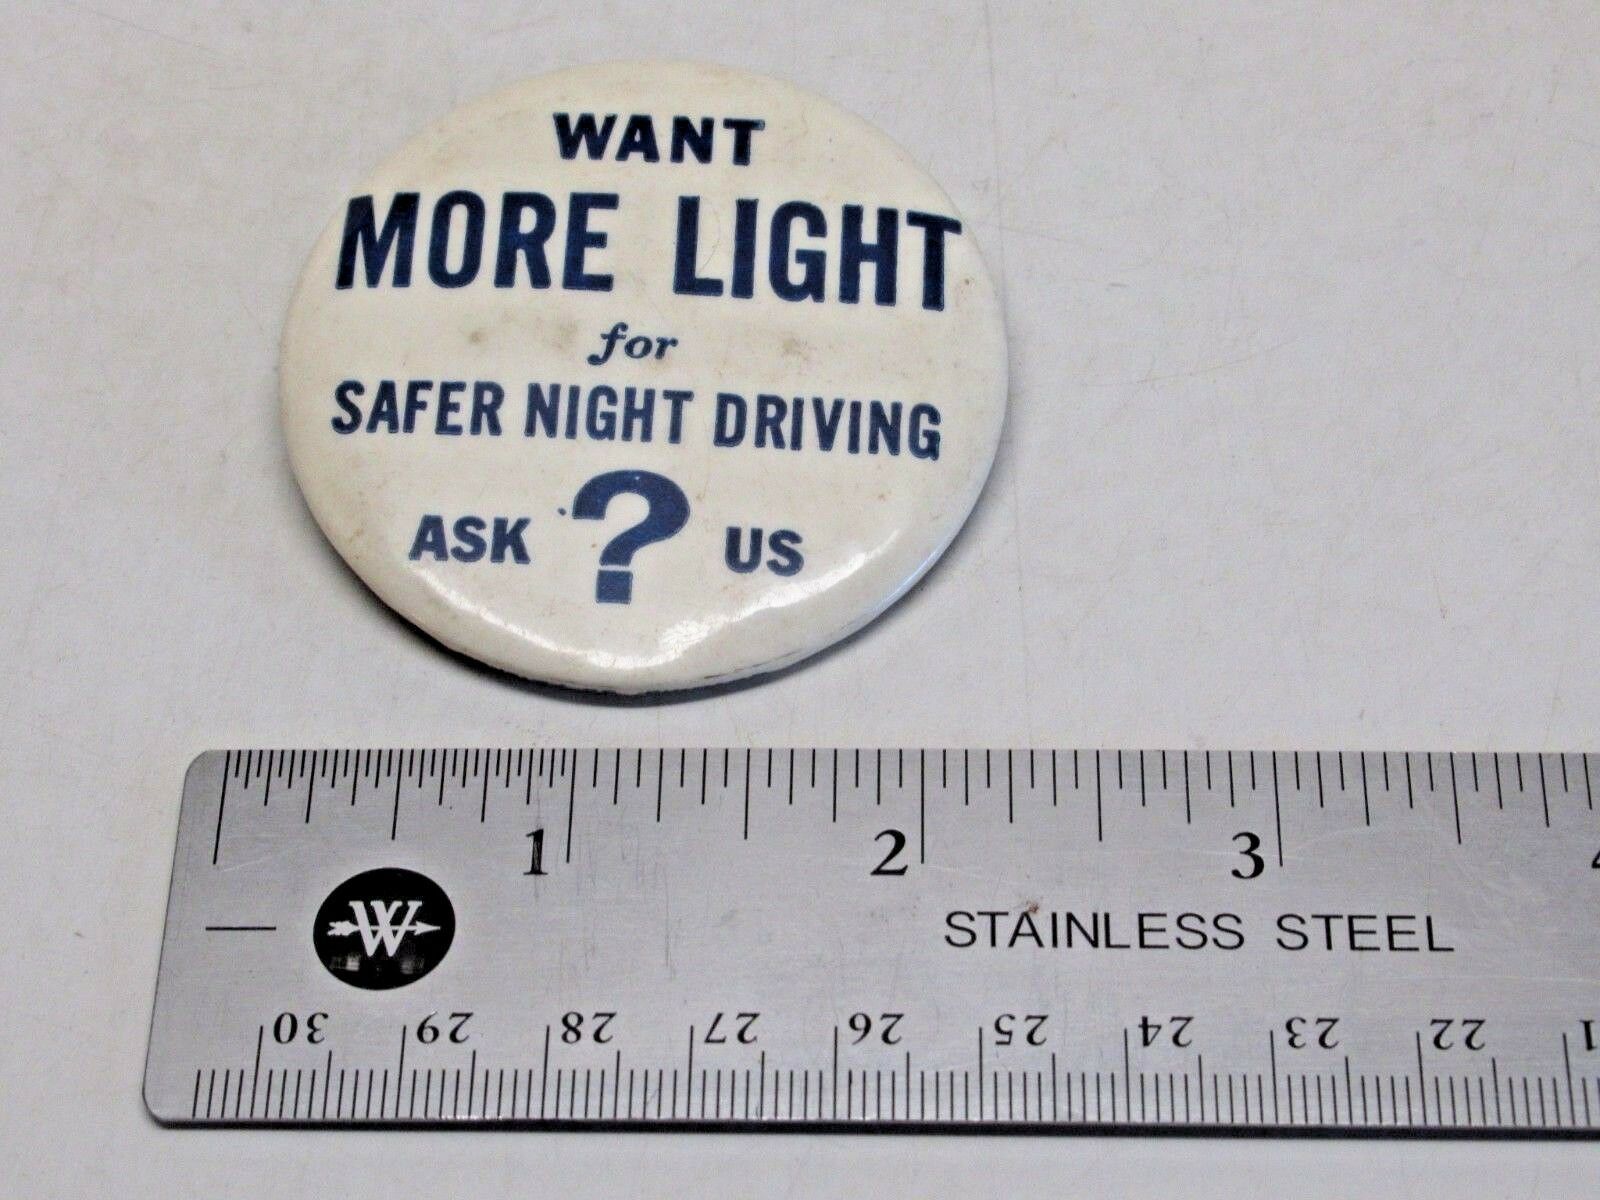 WANT
MORE LIGHT
for
SAFER NIGHT DRIVING
ASK ? US
1 2 3
W
STAINLESS STEEL
30 29 28 27 26 25 24 23 22